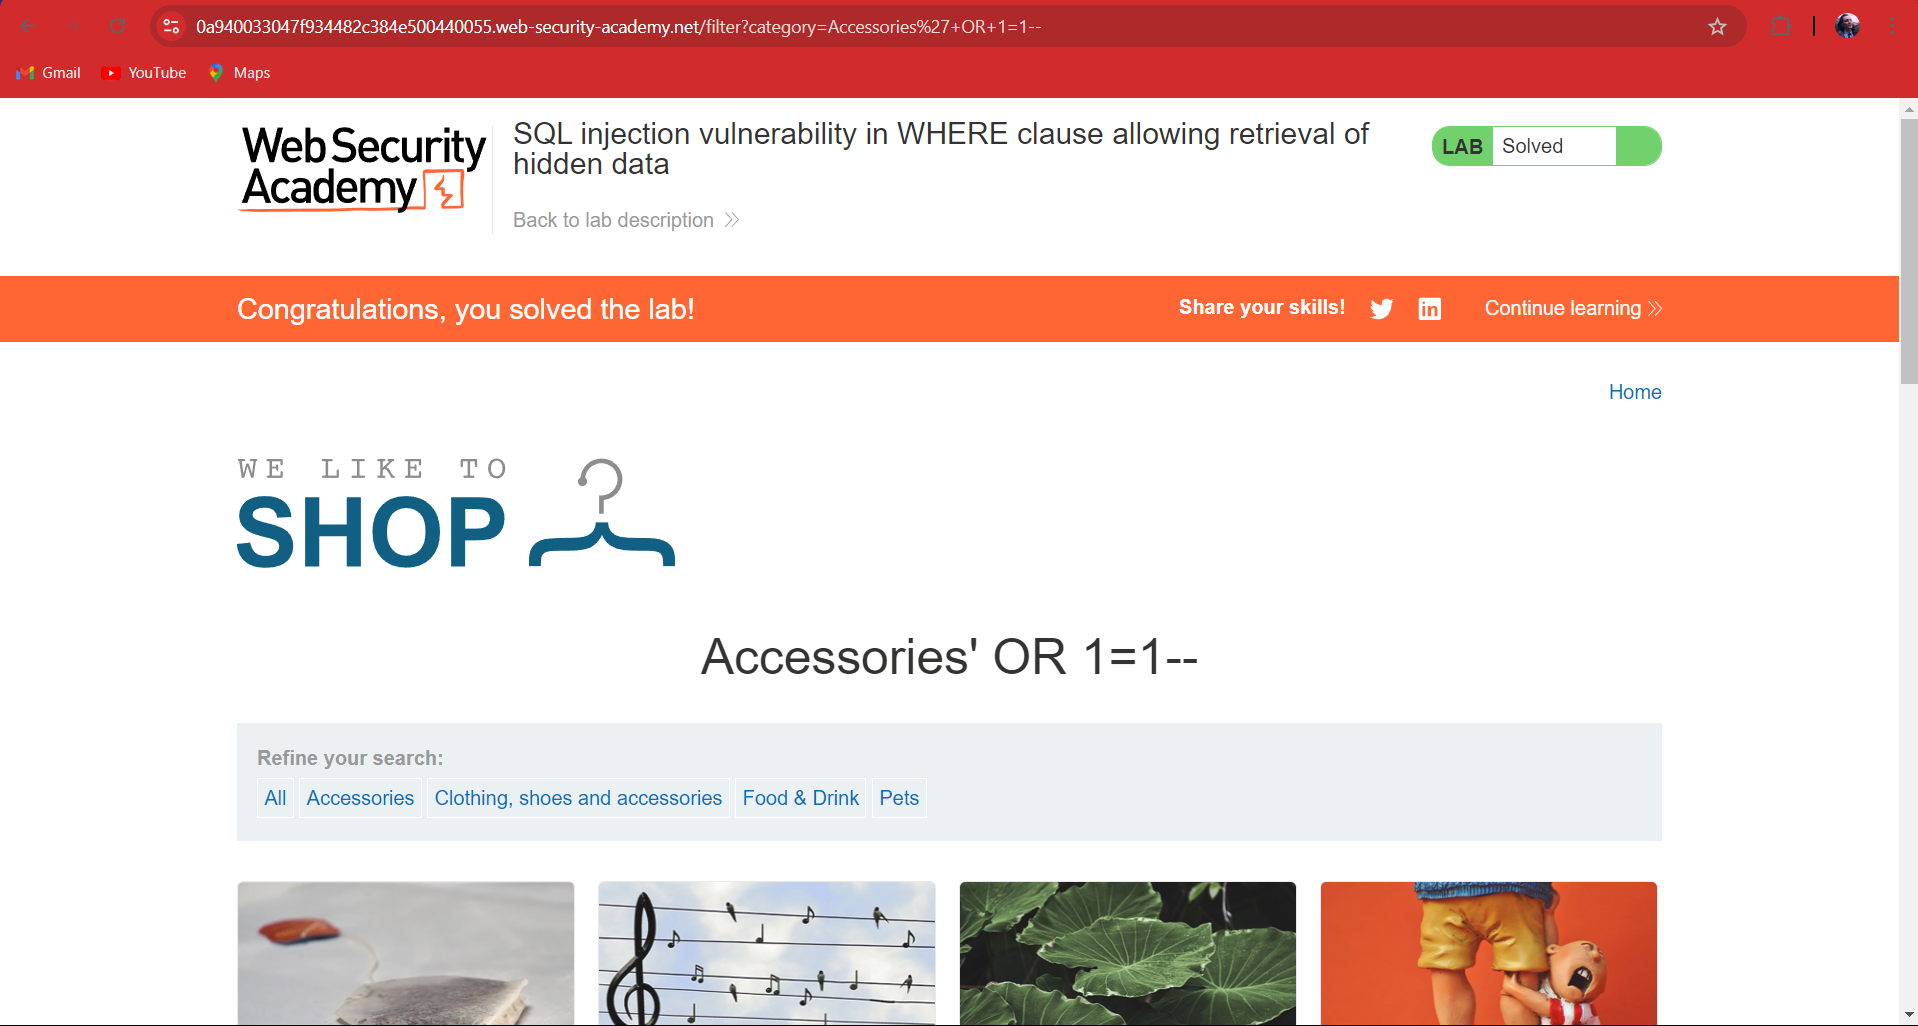 0a940033047f934482c384e500440055.web-security-academy.net/filter?category=Accessories%27+OR+1=1--
Gmail YouTube Maps
Web Security
Academy
SQL injection vulnerability in WHERE clause allowing retrieval of
hidden data
Back to lab description
LAB Solved
Congratulations, you solved the lab!
Share your skills!
Continue learning
Home
WE LIKE TO
SHOP
Accessories' OR 1=1--
Refine your search:
All Accessories Clothing, shoes and accessories Food & Drink Pets